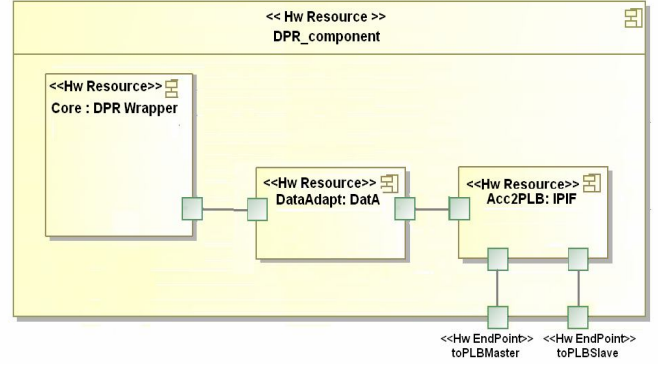 << Hw Resource >>
DPR_component
<<Hw Resource>>
Core : DPR Wrapper
<<Hw Resource>>
DataAdapt: DatA
<<Hw Resource>>
Acc2PLB: IPIF
<<Hw EndPoint>>
toPLBMaster
<<Hw EndPoint>>
toPLBSlave